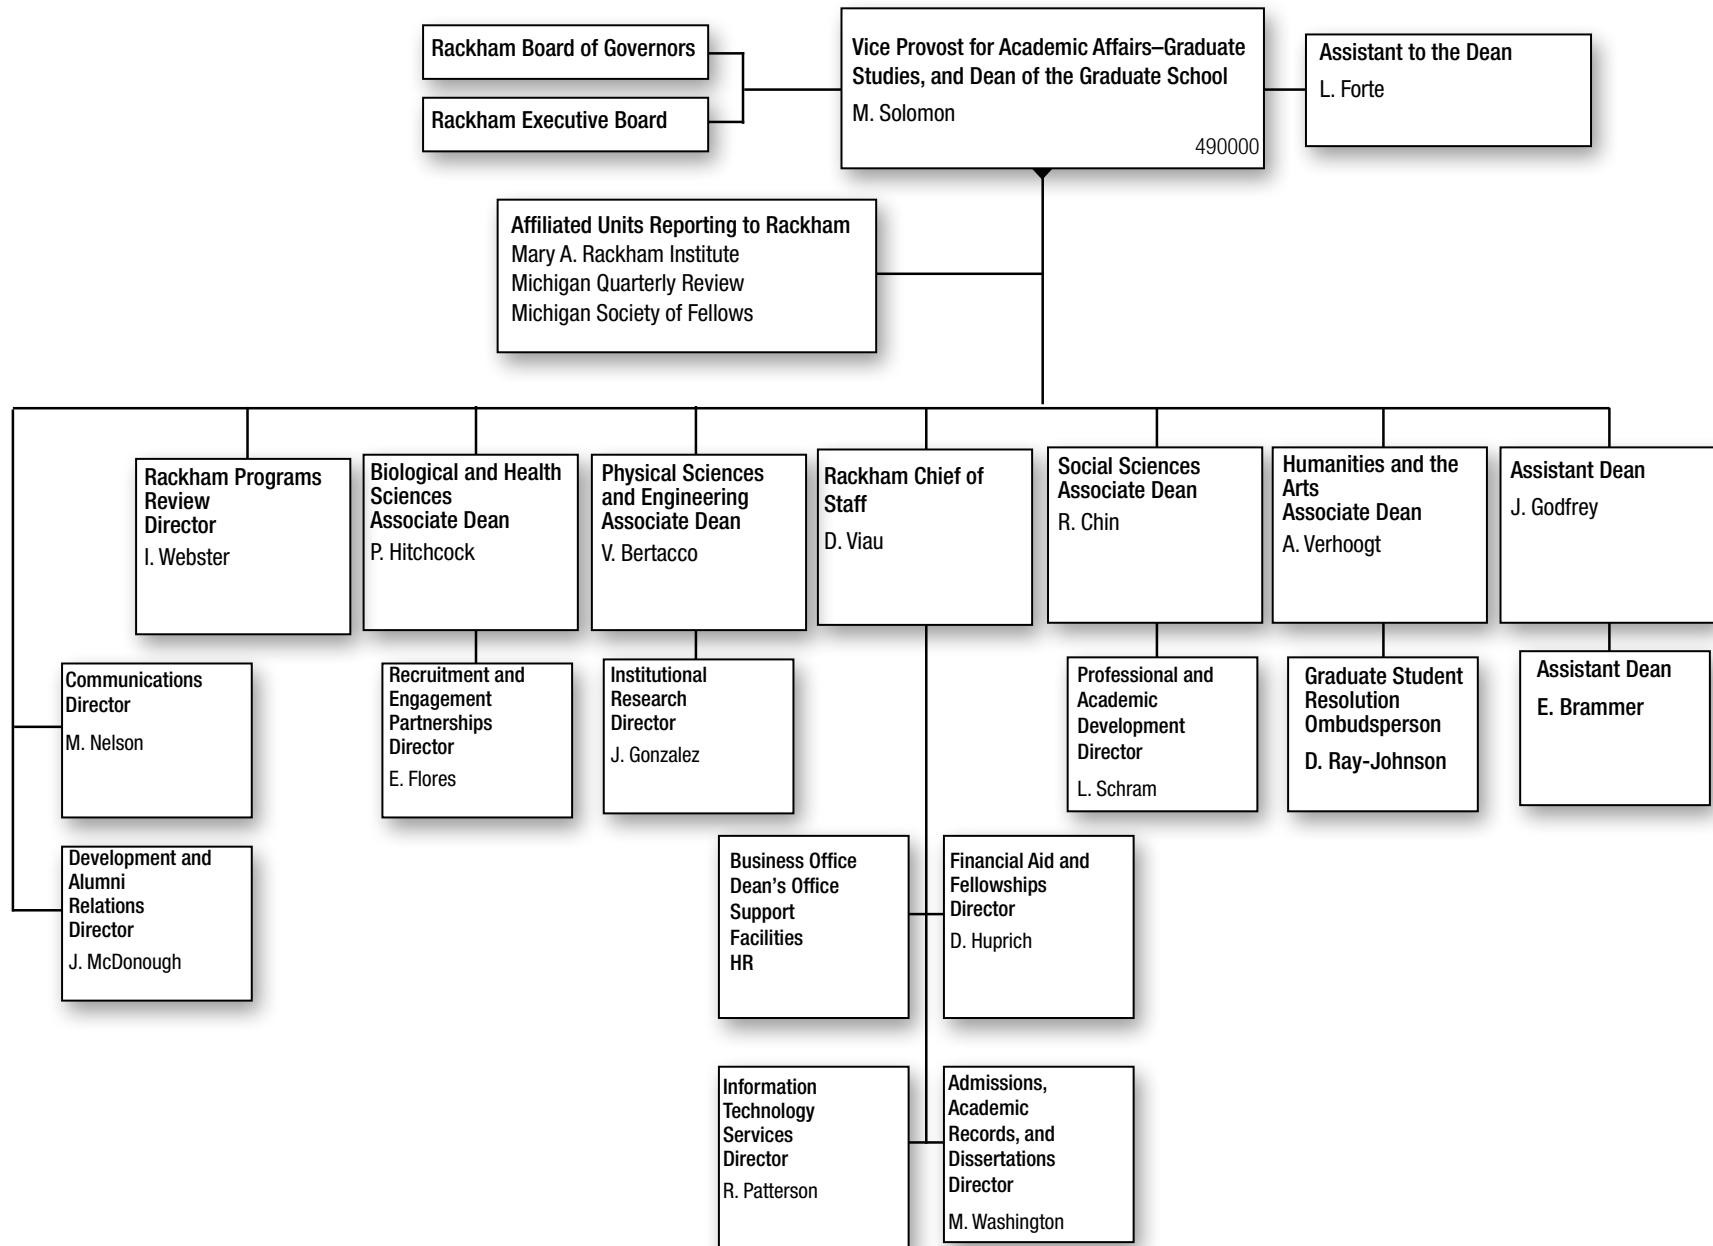 Rackham Board of Governors
Rackham Executive Board
Vice Provost for Academic Affairs–Graduate
Studies, and Dean of the Graduate School
M. Solomon
490000
Assistant to the Dean
L. Forte
Affiliated Units Reporting to Rackham
Mary A. Rackham Institute
Michigan Quarterly Review
Michigan Society of Fellows
Rackham Programs
Review
Director
I. Webster
Biological and Health
Sciences
Associate Dean
P. Hitchcock
Physical Sciences
and Engineering
Associate Dean
V. Bertacco
Rackham Chief of
Staff
D. Viau
Social Sciences
Associate Dean
R. Chin
Humanities and the
Arts
Associate Dean
A. Verhoogt
Assistant Dean
J. Godfrey
Communications
Director
M. Nelson
Recruitment and
Engagement
Partnerships
Director
E. Flores
Institutional
Research
Director
J. Gonzalez
Professional and
Academic
Development
Director
L. Schram
Graduate Student
Resolution
Ombudsperson
D. Ray-Johnson
Assistant Dean
E. Brammer
Development and
Alumni
Relations
Director
J. McDonough
Business Office
Dean’s Office
Support
Facilities
HR
Financial Aid and
Fellowships
Director
D. Huprich
Information
Technology
Services
Director
R. Patterson
Admissions,
Academic
Records, and
Dissertations
Director
M. Washington